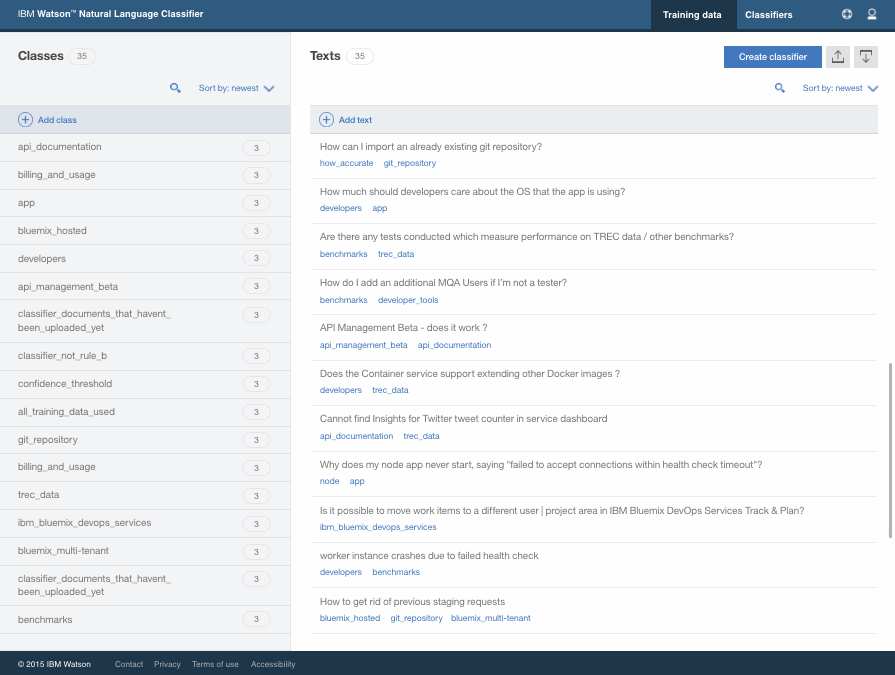 IBM Watson™ Natural Language Classifier
Training data
Classifiers
Classes 35
Sort by: newest
Add class
api_documentation 3
billing_and_usage 3
app 3
bluemix_hosted 3
developers 3
api_management_beta 3
classifier_documents_that_havent_
been_uploaded_yet 3
classifier_not_rule_b 3
confidence_threshold 3
all_training_data_used 3
git_repository 3
billing_and_usage 3
trec_data 3
ibm_bluemix_devops_services 3
bluemix_multi-tenant 3
classifier_documents_that_havent_
been_uploaded_yet 3
benchmarks 3
Texts 35
Create classifier
Sort by: newest
Add text
How can I import an already existing git repository?
how_accurate git_repository
How much should developers care about the OS that the app is using?
developers app
Are there any tests conducted which measure performance on TREC data / other benchmarks?
benchmarks trec_data
How do I add an additional MQA Users if I'm not a tester?
benchmarks developer_tools
API Management Beta - does it work ?
api_management_beta api_documentation
Does the Container service support extending other Docker images ?
developers trec_data
Cannot find Insights for Twitter tweet counter in service dashboard
api_documentation trec_data
Why does my node app never start, saying "failed to accept connections within health check timeout"?
node app
Is it possible to move work items to a different user | project area in IBM Bluemix DevOps Services Track & Plan?
ibm_bluemix_devops_services
worker instance crashes due to failed health check
developers benchmarks
How to get rid of previous staging requests
bluemix_hosted git_repository bluemix_multi-tenant
© 2015 IBM Watson Contact Privacy Terms of use Accessibility